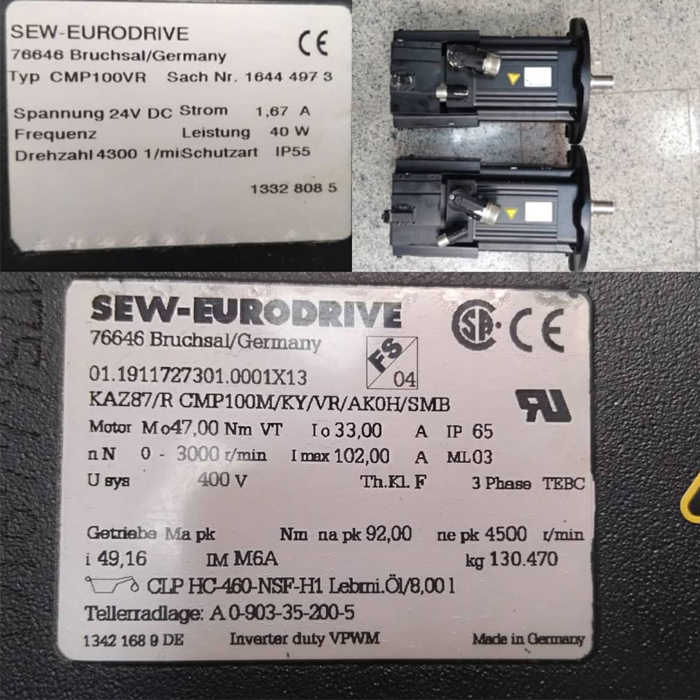 SEW-EURODRIVE
76646 Bruchsal/Germany
CE
Typ CMP100VR Sach Nr. 1644 497 3
Spannung 24V DC Strom 1,67 A
Frequenz Leistung 40 W
Drehzahl 4300 1/miSchutzart IP55
1332 808 5
SEW-EURODRIVE
76646 Bruchsal/Germany
FS 04
SA CE
01.1911727301.0001X13
KAZ87/R CMP100M/KY/VR/AK0H/SMB
Motor Mo47,00 Nm VT Io 33,00 A IP 65
nN 0 - 3000 r/min I max 102,00 A ML03
U sys 400 V Th.Kl. F 3 Phase TEBC
Getriebe Ma pk Nm na pk 92,00 ne pk 4500 r/min
i 49,16 IM M6A kg 130.470
CLP HC-460-NSF-H1 Lebmi.Öl/8,00 l
Tellerradlage: A 0-903-35-200-5
1342 168 9 DE Inverter duty VPWM Made in Germany